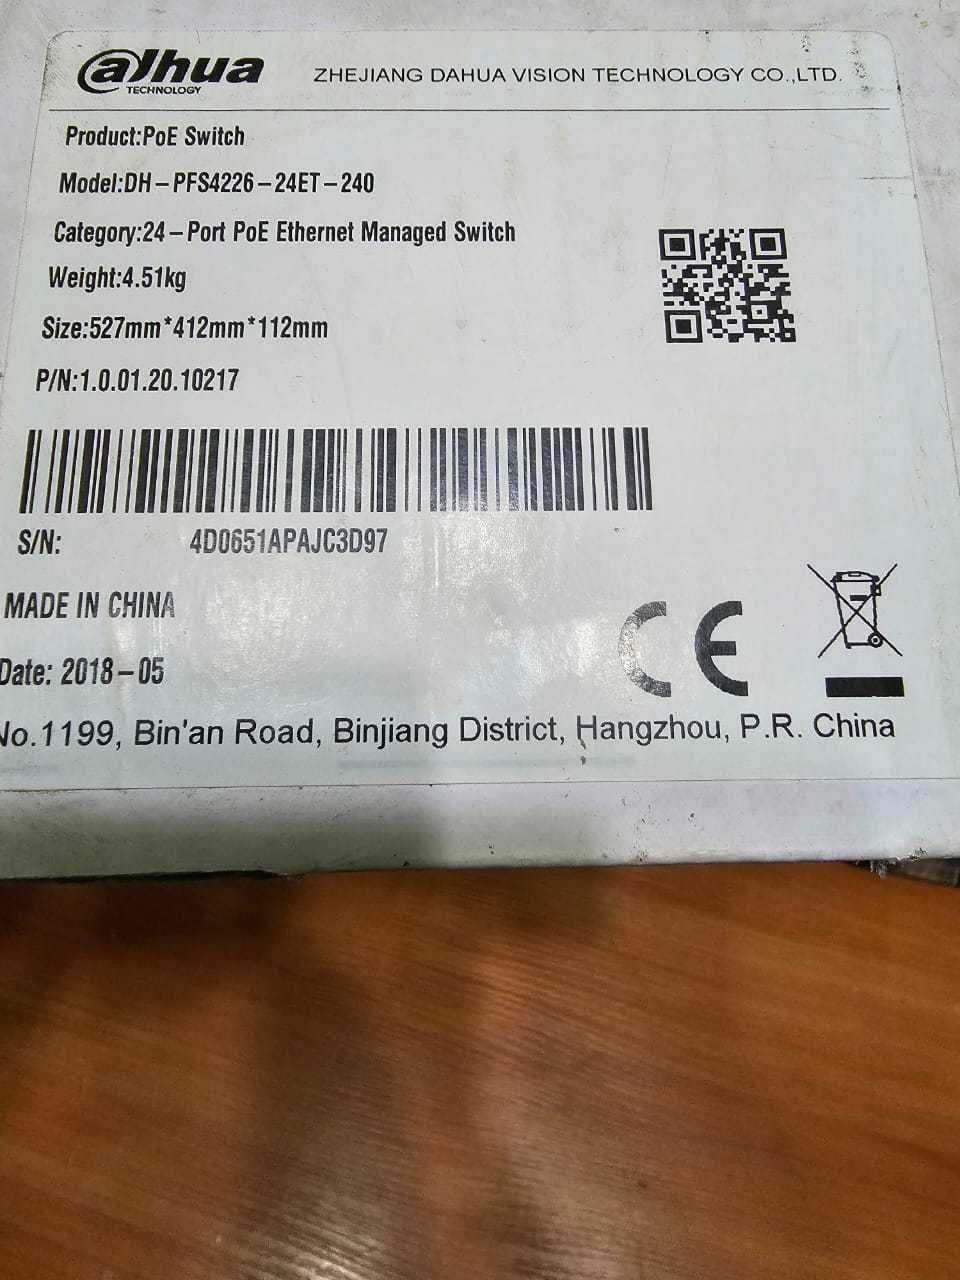 alhua
TECHNOLOGY
ZHEJIANG DAHUA VISION TECHNOLOGY CO.,LTD.
Product:PoE Switch
Model:DH-PFS4226-24ET-240
Category:24-Port PoE Ethernet Managed Switch
Weight:4.51kg
Size:527mm*412mm*112mm
P/N:1.0.01.20.10217
S/N: 4D0651APAJC3D97
MADE IN CHINA
Date: 2018-05
CE
No.1199, Bin'an Road, Binjiang District, Hangzhou, P.R. China